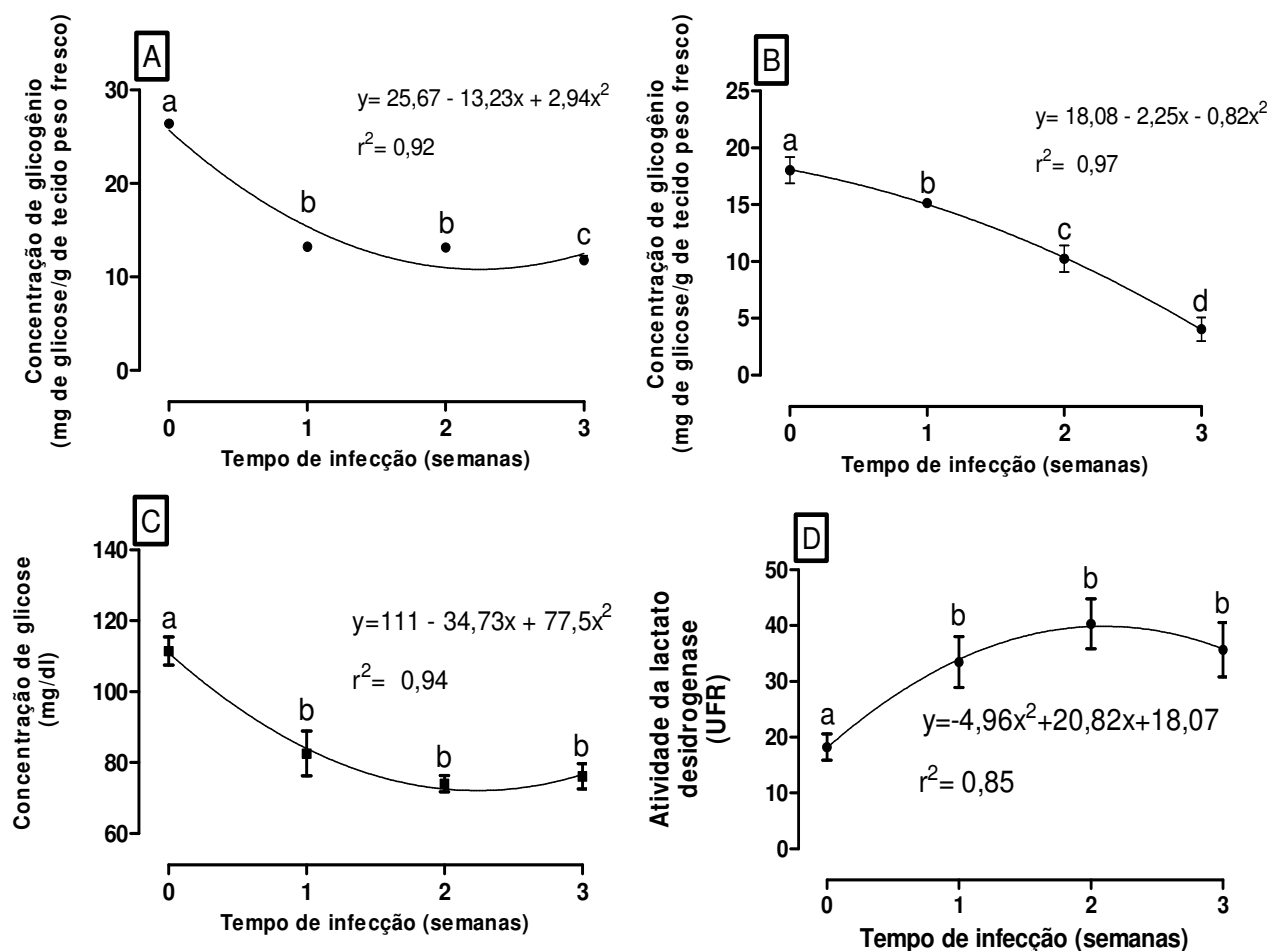 A
Concentração de glicogênio
(mg de glicose/g de tecido peso fresco)
30
20
10
0
a
b
b
c
y= 25,67 - 13,23x + 2,94x²
r²= 0,92
0 1 2 3
Tempo de infecção (semanas)
B
Concentração de glicogênio
(mg de glicose/g de tecido peso fresco)
25
20
15
10
5
0
a
b
c
d
y= 18,08 - 2,25x - 0,82x²
r²= 0,97
0 1 2 3
Tempo de infecção (semanas)
C
Concentração de glicose
(mg/dl)
140
120
100
80
60
a
b
b
b
y=111 - 34,73x + 77,5x²
r²= 0,94
0 1 2 3
Tempo de infecção (semanas)
D
Atividade da lactato
desidrogenase
(UFR)
50
40
30
20
10
0
a
b
b
b
y=-4,96x²+20,82x+18,07
r²= 0,85
0 1 2 3
Tempo de infecção (semanas)